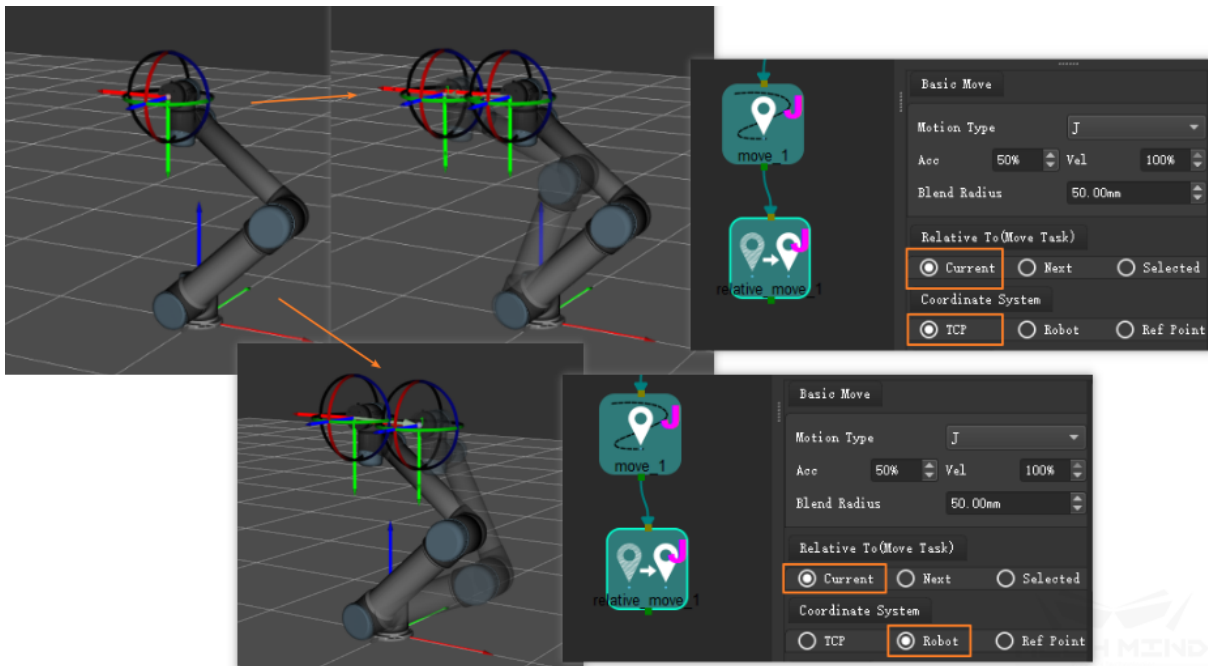 Basic Move
Motion Type J
Acc 50% Vel 100%
Blend Radius 50.00mm
Relative To(Move Task)
Current Next Selected
Coordinate System
TCP Robot Ref Point
J
move_1
J
relative_move_1
Basic Move
Motion Type J
Acc 50% Vel 100%
Blend Radius 50.00mm
Relative To(Move Task)
Current Next Selected
Coordinate System
TCP Robot Ref Point
J
move_1
J
relative_move_1
MIND